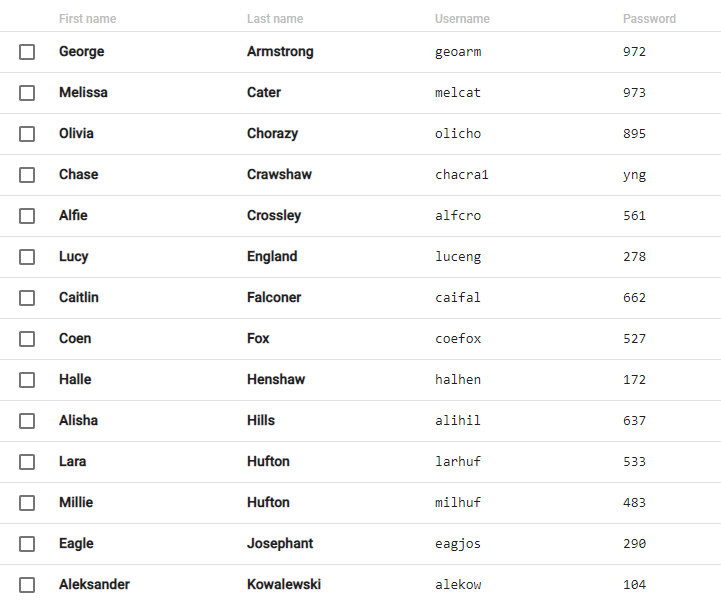 First name Last name Username Password
George Armstrong geoarm 972
Melissa Cater melcat 973
Olivia Chorazy olicho 895
Chase Crawshaw chacra1 yng
Alfie Crossley alfcro 561
Lucy England luceng 278
Caitlin Falconer caifal 662
Coen Fox coefox 527
Halle Henshaw halhen 172
Alisha Hills alihil 637
Lara Hufton larhuf 533
Millie Hufton milhuf 483
Eagle Josephant eagjos 290
Aleksander Kowalewski alekow 104